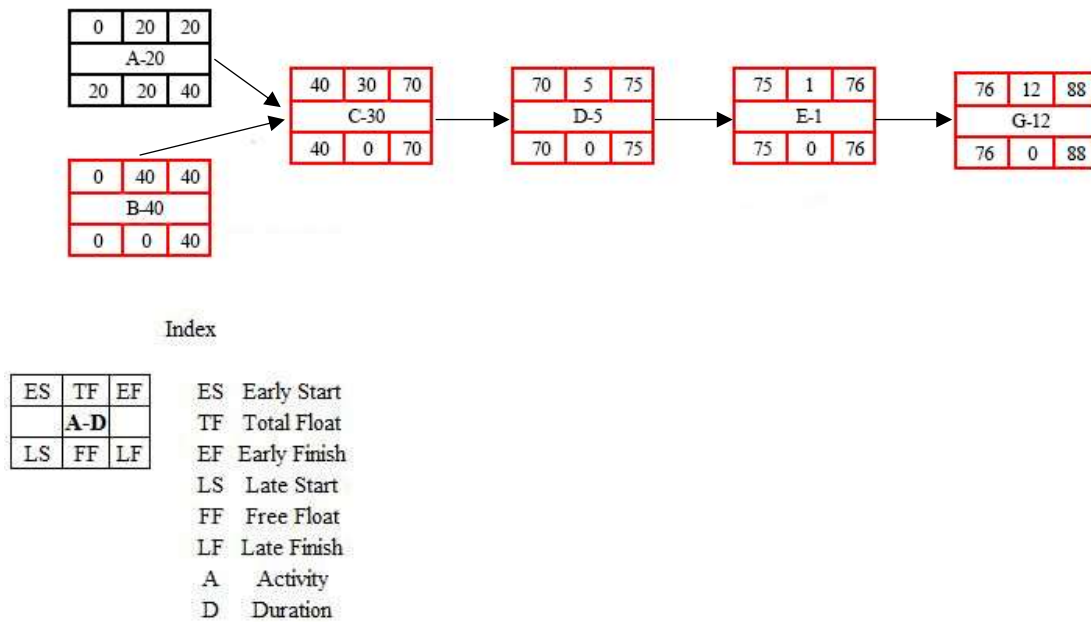 0 20 20
A-20
20 20 40
0 40 40
B-40
0 0 40
40 30 70
C-30
40 0 70
70 5 75
D-5
70 0 75
75 1 76
E-1
75 0 76
76 12 88
G-12
76 0 88
Index
ES TF EF
A-D
LS FF LF
ES Early Start
TF Total Float
EF Early Finish
LS Late Start
FF Free Float
LF Late Finish
A Activity
D Duration